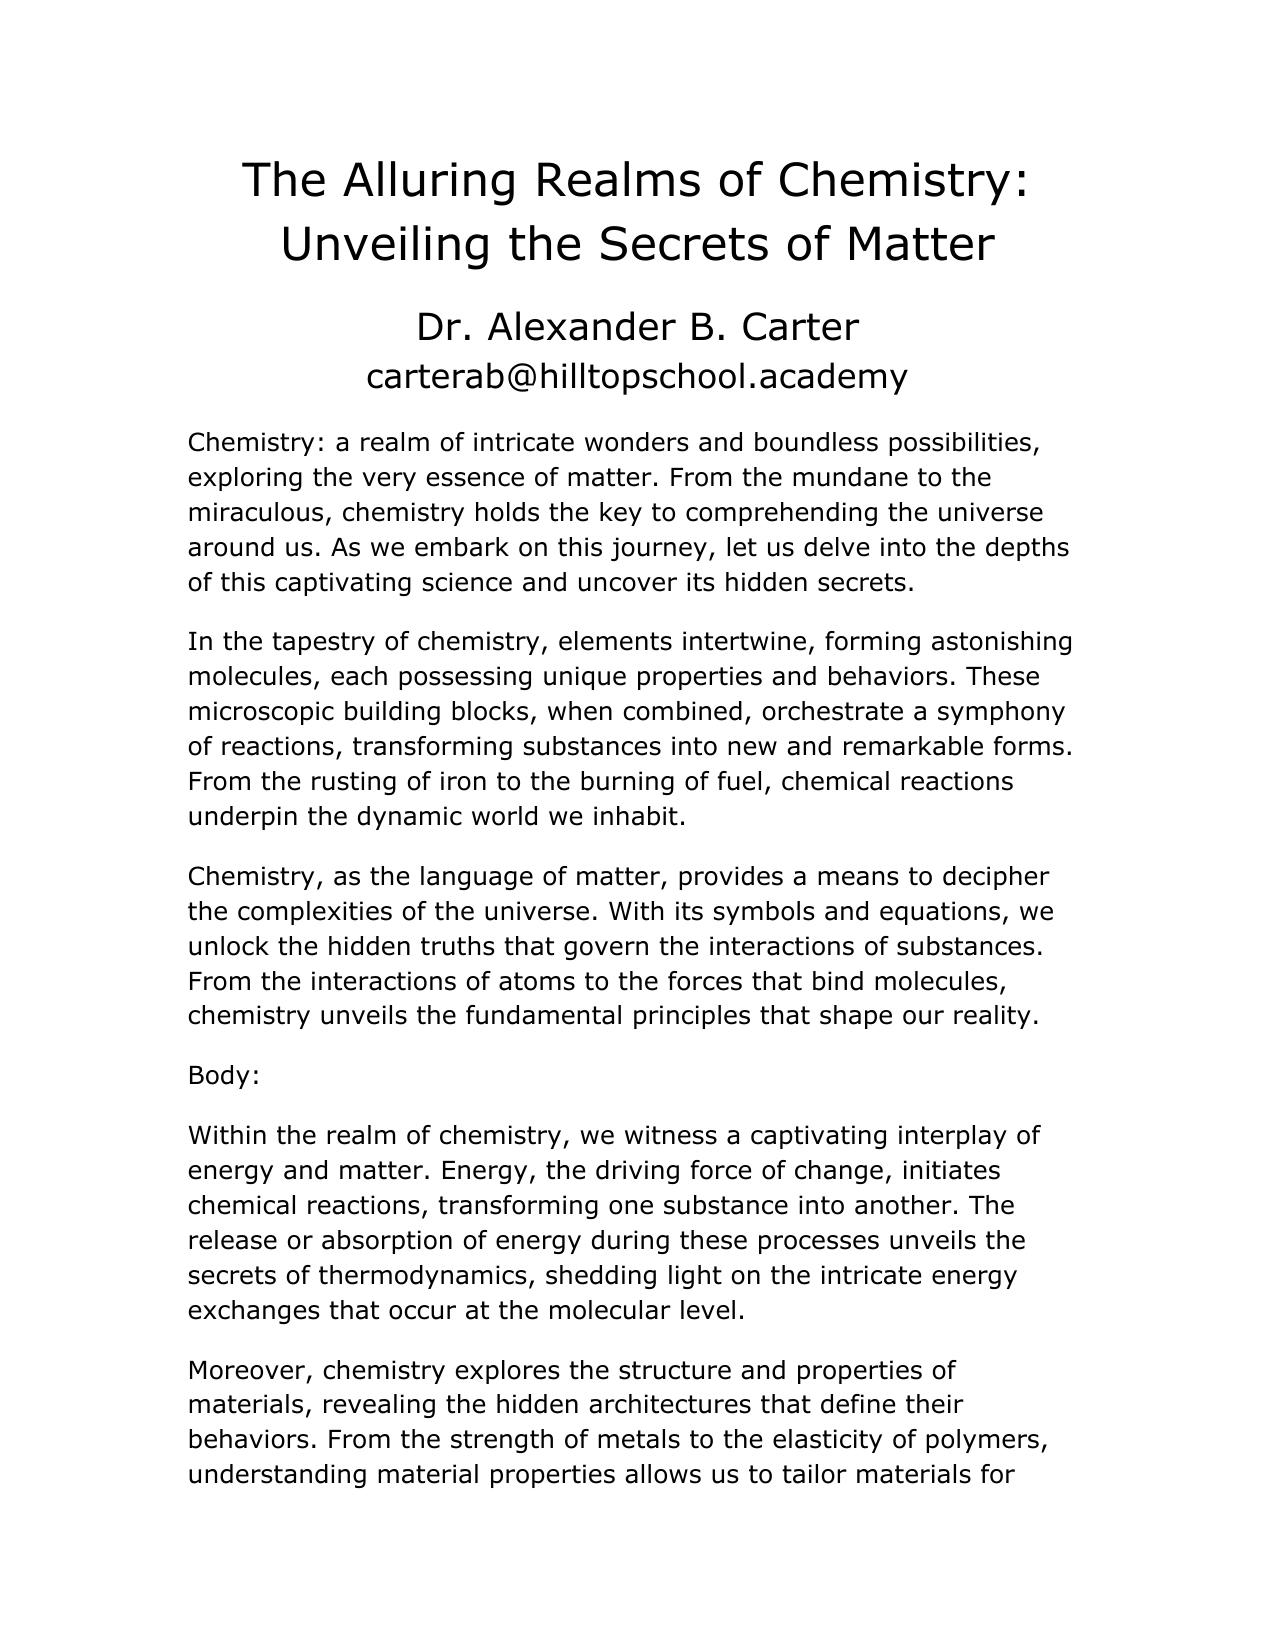 The Alluring Realms of Chemistry:
Unveiling the Secrets of Matter
Dr. Alexander B. Carter
carterab@hilltopschool.academy
Chemistry: a realm of intricate wonders and boundless possibilities,
exploring the very essence of matter. From the mundane to the
miraculous, chemistry holds the key to comprehending the universe
around us. As we embark on this journey, let us delve into the depths
of this captivating science and uncover its hidden secrets.
In the tapestry of chemistry, elements intertwine, forming astonishing
molecules, each possessing unique properties and behaviors. These
microscopic building blocks, when combined, orchestrate a symphony
of reactions, transforming substances into new and remarkable forms.
From the rusting of iron to the burning of fuel, chemical reactions
underpin the dynamic world we inhabit.
Chemistry, as the language of matter, provides a means to decipher
the complexities of the universe. With its symbols and equations, we
unlock the hidden truths that govern the interactions of substances.
From the interactions of atoms to the forces that bind molecules,
chemistry unveils the fundamental principles that shape our reality.
Body:
Within the realm of chemistry, we witness a captivating interplay of
energy and matter. Energy, the driving force of change, initiates
chemical reactions, transforming one substance into another. The
release or absorption of energy during these processes unveils the
secrets of thermodynamics, shedding light on the intricate energy
exchanges that occur at the molecular level.
Moreover, chemistry explores the structure and properties of
materials, revealing the hidden architectures that define their
behaviors. From the strength of metals to the elasticity of polymers,
understanding material properties allows us to tailor materials for